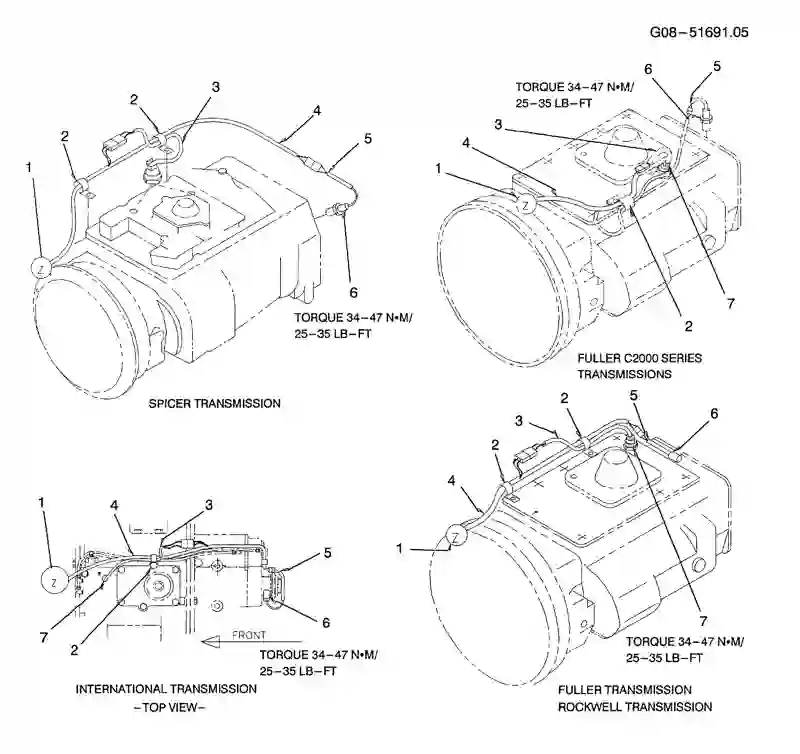 G08-51691.05
2
2
3
4
5
1
Z
6
TORQUE 34-47 N•M/
25-35 LB-FT
SPICER TRANSMISSION
TORQUE 34-47 N•M/
25-35 LB-FT
6
5
3
4
1
Z
7
2
FULLER C2000 SERIES
TRANSMISSIONS
1
4
3
Z
5
6
7
2
FRONT
TORQUE 34-47 N•M/
25-35 LB-FT
INTERNATIONAL TRANSMISSION
-TOP VIEW-
3
2
5
6
2
4
1
Z
7
TORQUE 34-47 N•M/
25-35 LB-FT
FULLER TRANSMISSION
ROCKWELL TRANSMISSION